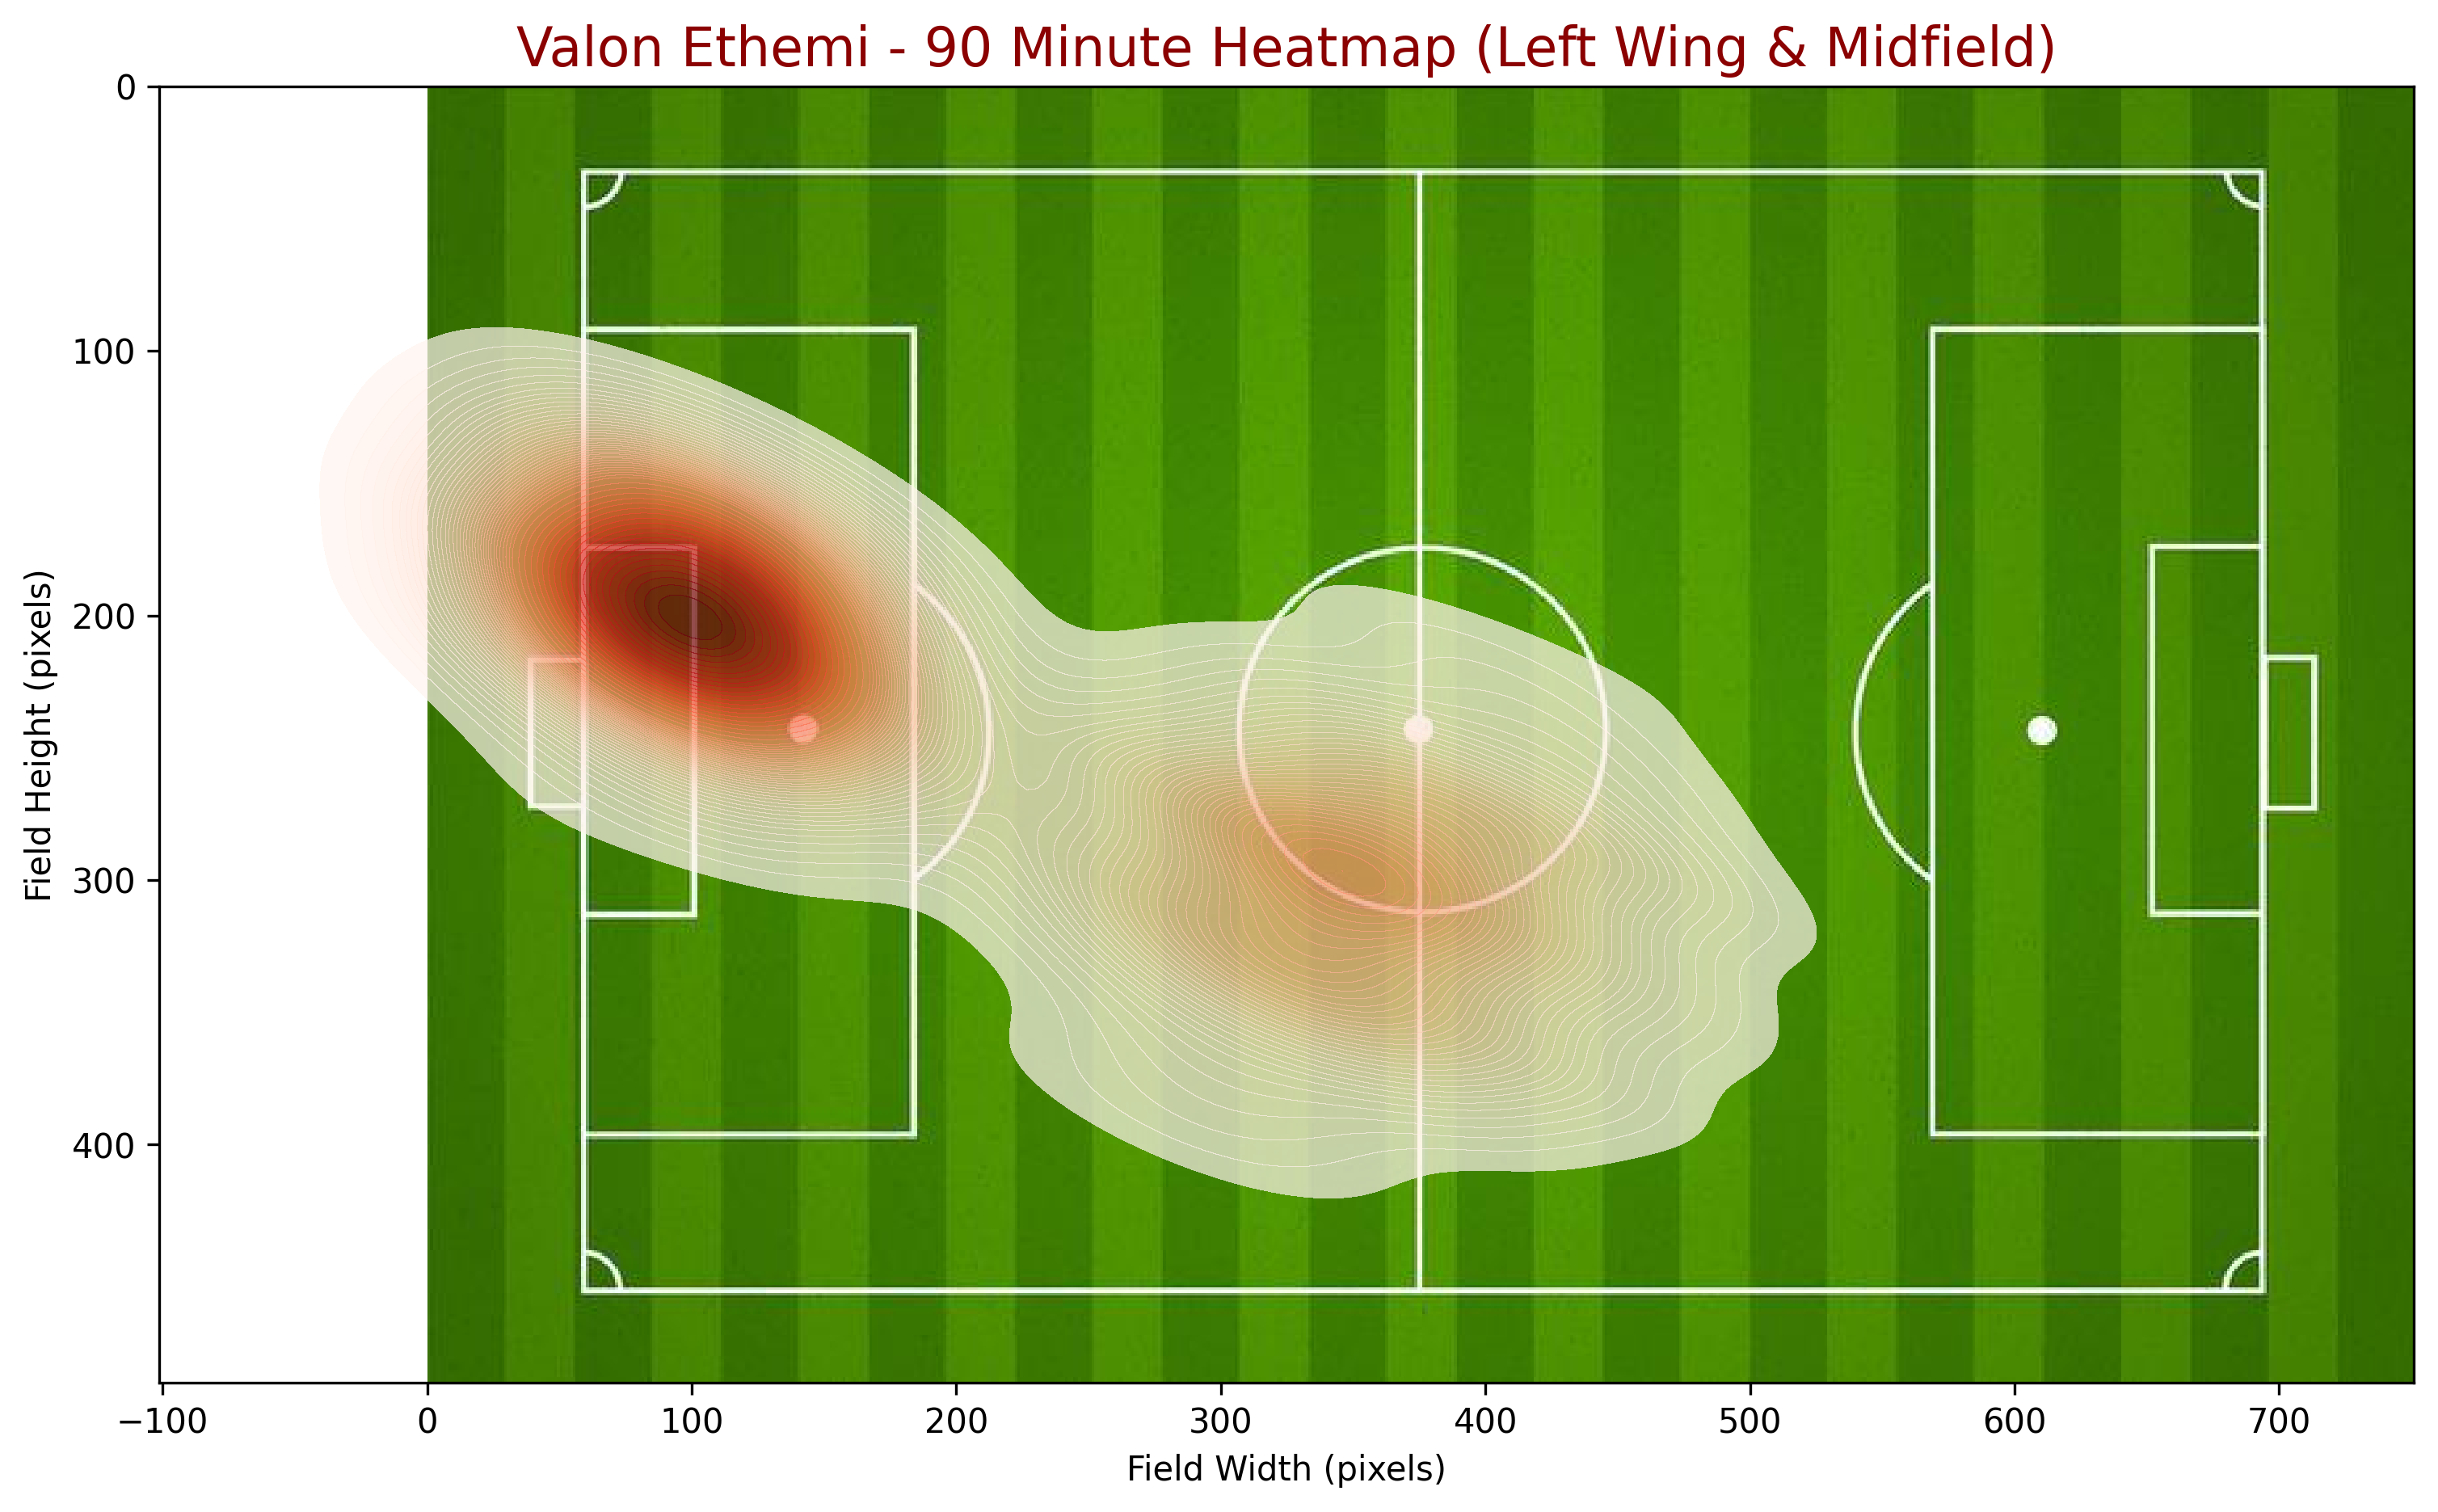 Valon Ethemi - 90 Minute Heatmap (Left Wing & Midfield)
0
100
200
300
400
Field Height (pixels)
−100 0 100 200 300 400 500 600 700
Field Width (pixels)